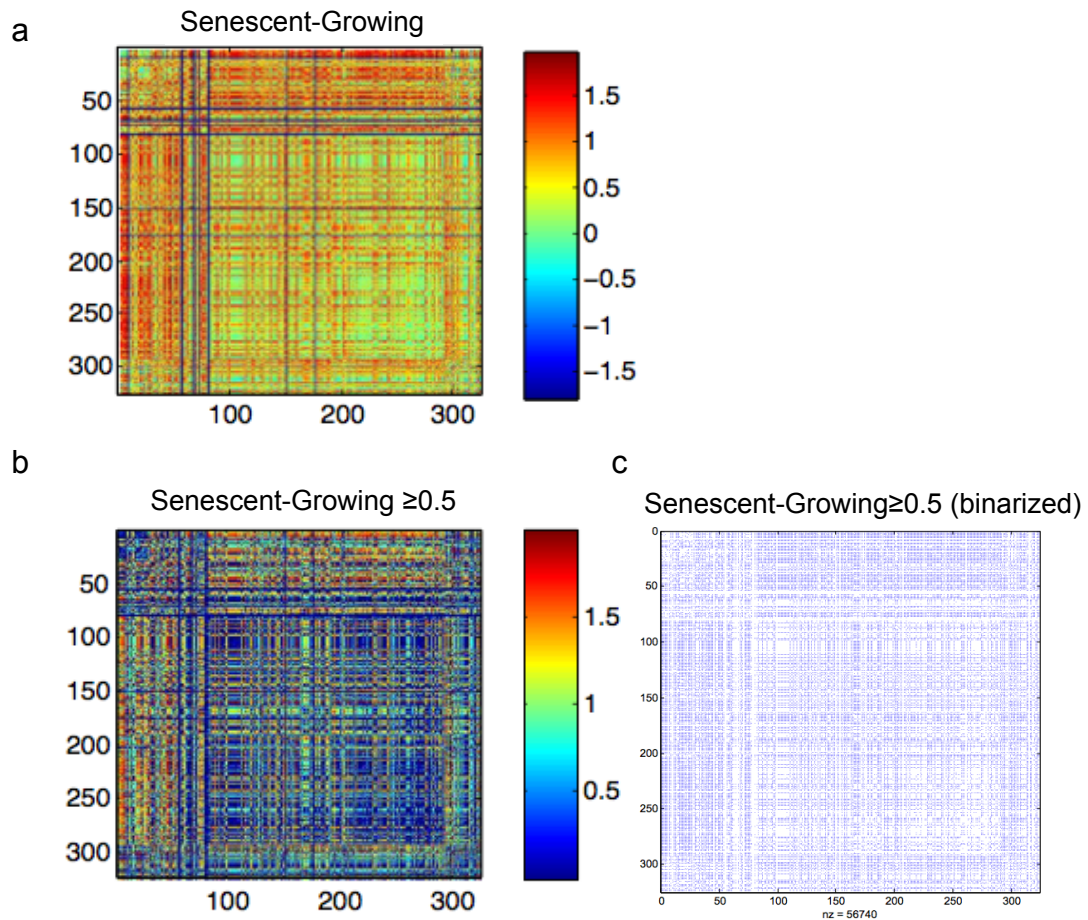 a
Senescent-Growing
50
100
150
200
250
300
100 200 300
1.5
1
0.5
0
−0.5
−1
−1.5
b
Senescent-Growing ≥0.5
50
100
150
200
250
300
100 200 300
1.5
1
0.5
c
Senescent-Growing≥0.5 (binarized)
0
50
100
150
200
250
300
0 50 100 150 200 250 300
nz = 56740